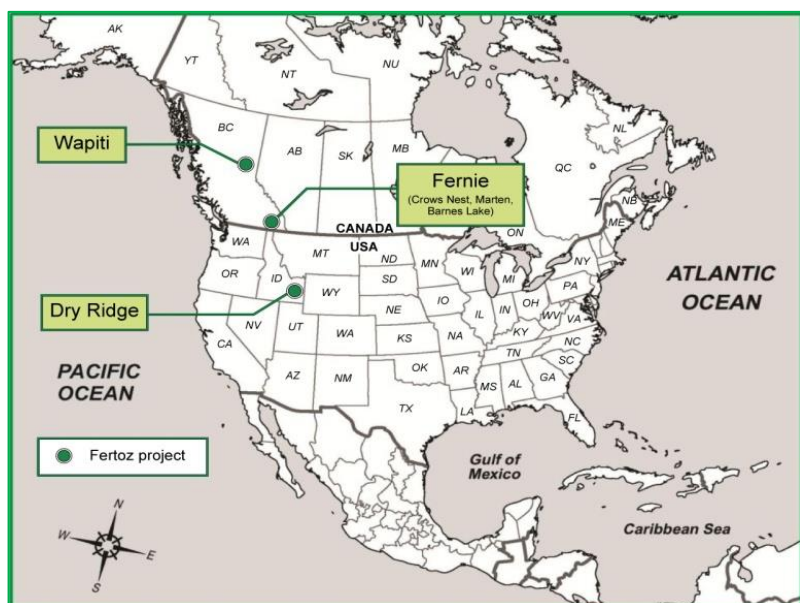 AK
YT
NT
NU
BC
AB
SK
MB
NL
QC
Wapiti
Fernie
(Crows Nest, Marten,
Barnes Lake)
ON
NB
ME
CANADA
USA
WA
MT
ND
MN
OR
ID
SD
WI
MI
NY
WY
ATLANTIC
OCEAN
Dry Ridge
NE
IO
PA
IL
IN
OH
NV
UT
WA
KS
NA
WV
VA
KY
CA
NC
TN
PACIFIC
OCEAN
AZ
NM
OK
AR
SC
MS
AL
GA
TX
LA
FL
Fertoz project
Gulf of
Mexico
Caribbean Sea
N
W
E
S